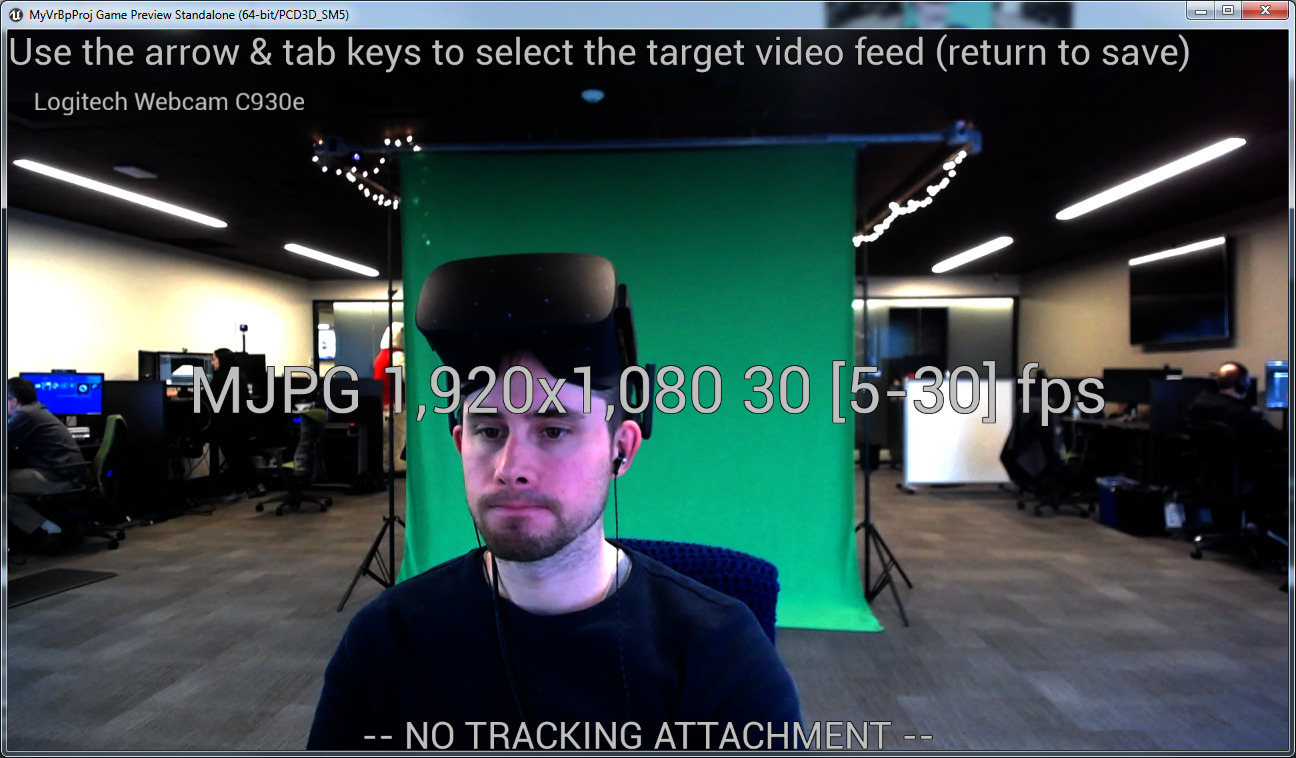 MyVrBpProj Game Preview Standalone (64-bit/PCD3D_SM5)
Use the arrow & tab keys to select the target video feed (return to save)
Logitech Webcam C930e
MJPG 1,920x1,080 30 [5-30] fps
-- NO TRACKING ATTACHMENT --